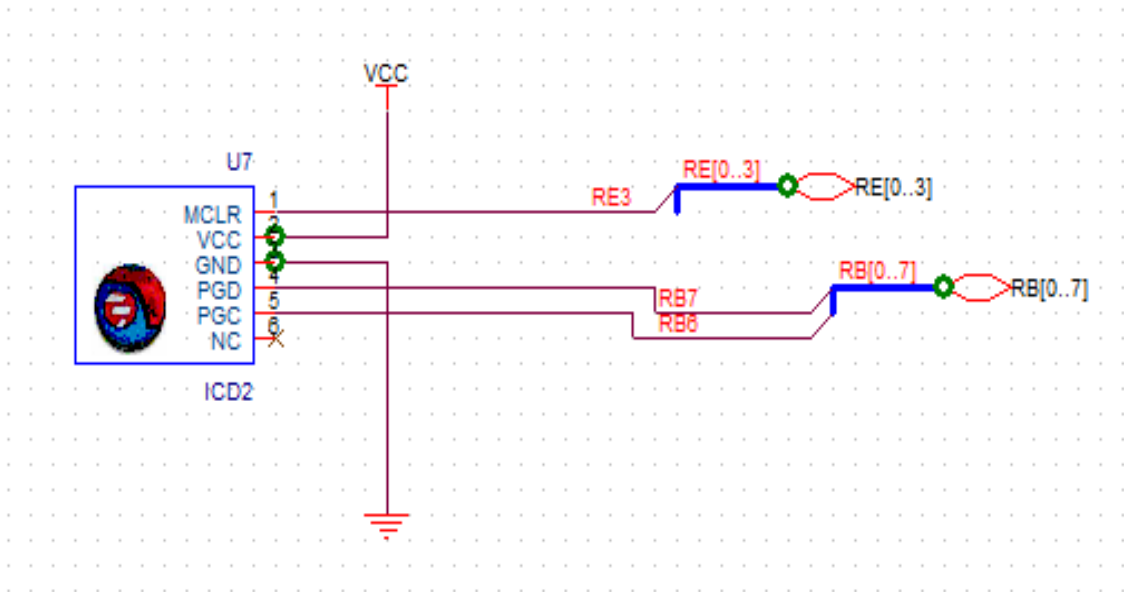 VCC
U7
RE[0..3]
1
RE3
RE[0..3]
MCLR
2
VCC
GND
RB[0..7]
4
PGD
RB7
RB[0..7]
5
PGC
RB6
6
NC
ICD2